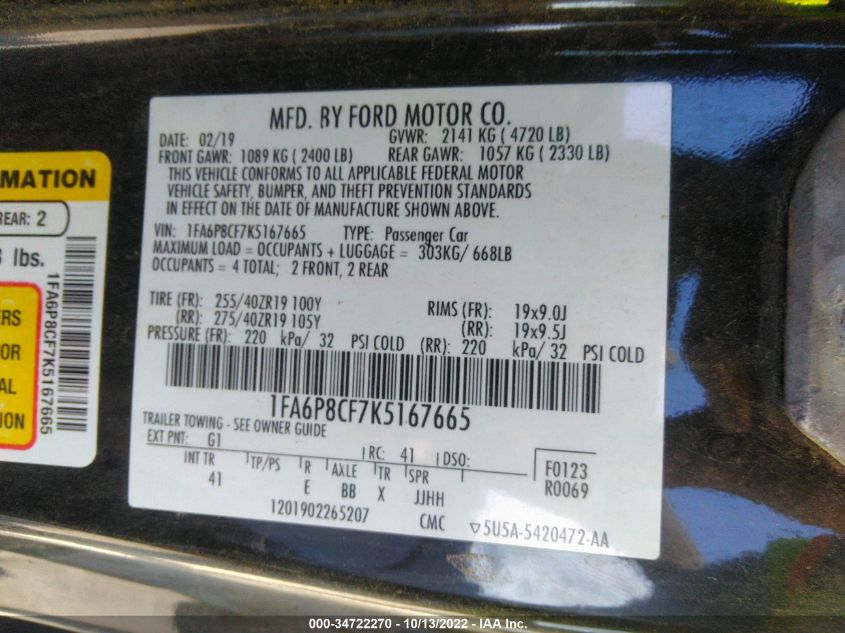 MFD. BY FORD MOTOR CO.
DATE: 02/19 GVWR: 2141 KG ( 4720 LB)
FRONT GAWR: 1089 KG ( 2400 LB) REAR GAWR: 1057 KG ( 2330 LB)
THIS VEHICLE CONFORMS TO ALL APPLICABLE FEDERAL MOTOR
VEHICLE SAFETY, BUMPER, AND THEFT PREVENTION STANDARDS
IN EFFECT ON THE DATE OF MANUFACTURE SHOWN ABOVE.
VIN: 1FA6P8CF7K5167665 TYPE: Passenger Car
MAXIMUM LOAD = OCCUPANTS + LUGGAGE = 303KG/ 668LB
OCCUPANTS = 4 TOTAL; 2 FRONT, 2 REAR
TIRE (FR): 255/40ZR19 100Y RIMS (FR): 19x9.0J
(RR): 275/40ZR19 105Y (RR): 19x9.5J
PRESSURE (FR): 220 kPa/ 32 PSI COLD (RR): 220 kPa/ 32 PSI COLD
1FA6P8CF7K5167665
TRAILER TOWING - SEE OWNER GUIDE
EXT PNT: G1 RC: 41 DSO: F0123
INT TR TP/PS R AXLE TR SPR R0069
41 E BB X JJHH
1201902265207 CMC ▽5U5A-5420472-AA
MATION
REAR: 2
lbs.
1FA6P8CF7K5167665
ERS
OR
AL
ION
000-34722270 - 10/13/2022 - IAA Inc.